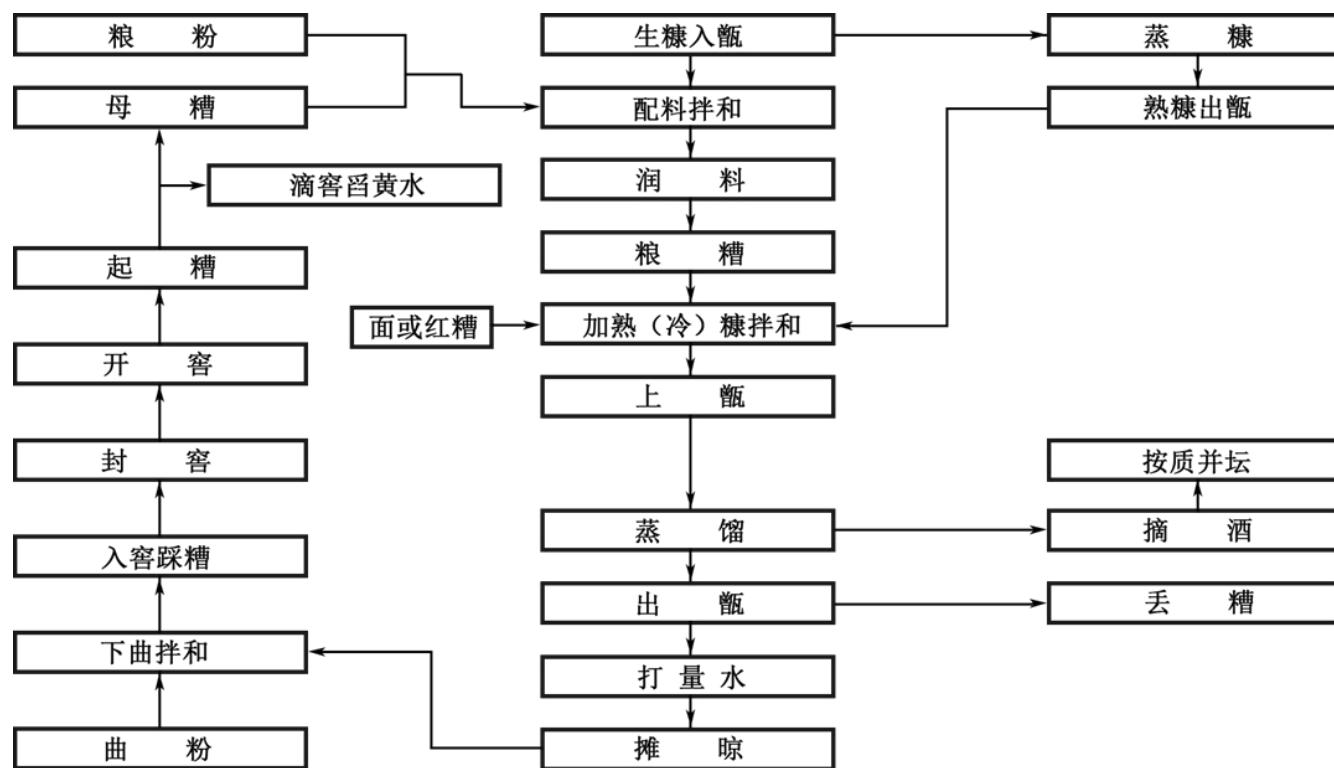 粮 粉
生糠入甑
蒸 糠
母 糟
配料拌和
熟糠出甑
滴窖舀黄水
润 料
起 糟
粮 糟
面或红糟
加熟（冷）糠拌和
开 窖
上 甑
封 窖
按质并坛
入窖踩糟
蒸 馏
摘 酒
出 甑
丢 糟
下曲拌和
打 量 水
曲 粉
摊 晾